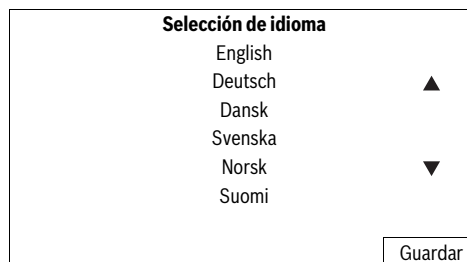 Selección de idioma
English
Deutsch
Dansk
Svenska
Norsk
Suomi
Guardar